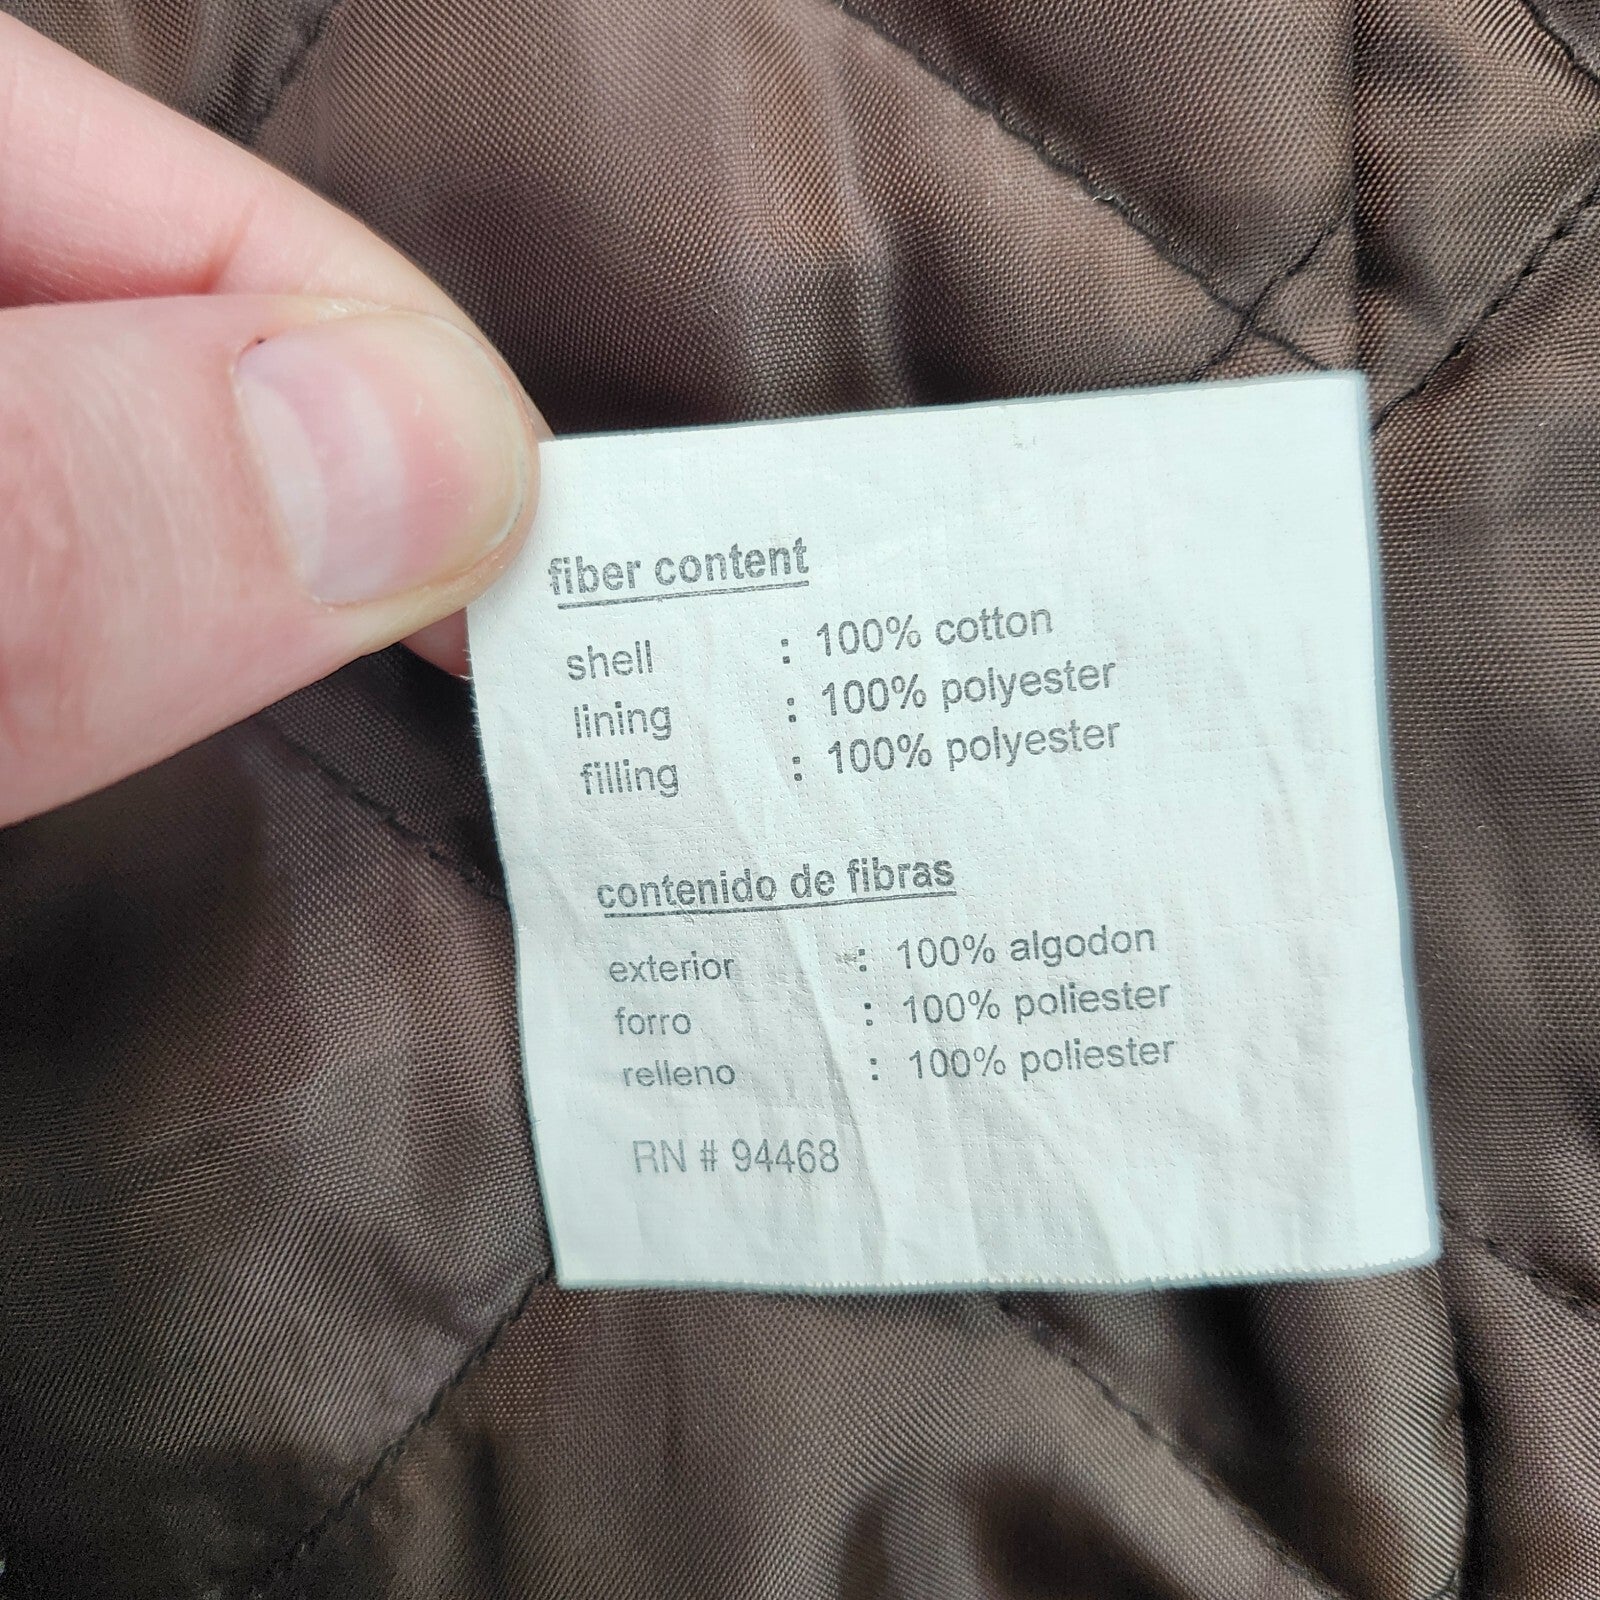 fiber content
shell : 100% cotton
lining : 100% polyester
filling : 100% polyester
contenido de fibras
exterior : 100% algodon
forro : 100% poliester
relleno : 100% poliester
RN # 94468